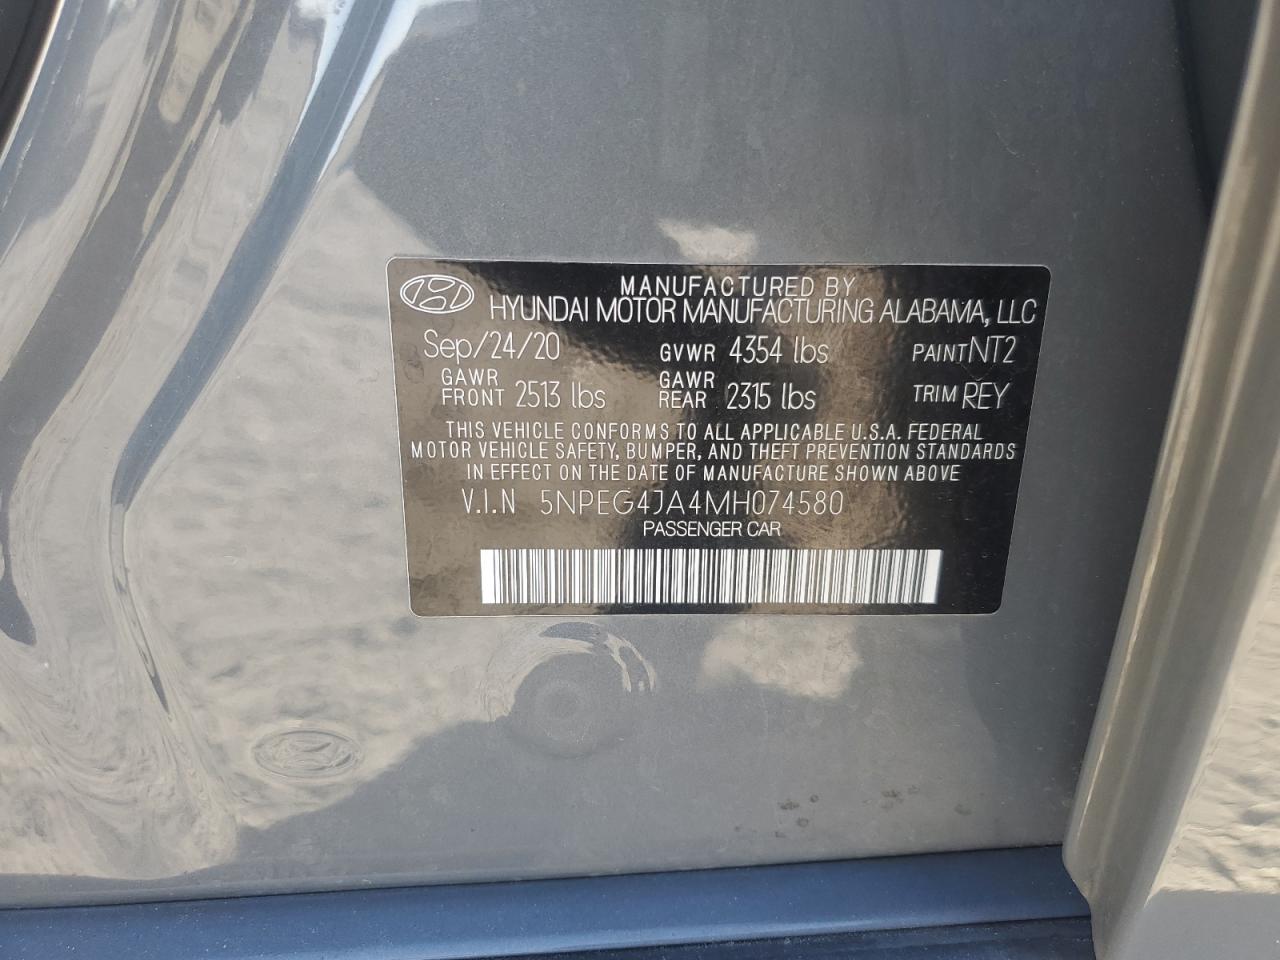 MANUFACTURED BY
HYUNDAI MOTOR MANUFACTURING ALABAMA, LLC
Sep/24/20 GVWR 4354 lbs PAINT NT2
GAWR FRONT 2513 lbs GAWR REAR 2315 lbs TRIM REY
THIS VEHICLE CONFORMS TO ALL APPLICABLE U.S.A. FEDERAL
MOTOR VEHICLE SAFETY, BUMPER, AND THEFT PREVENTION STANDARDS
IN EFFECT ON THE DATE OF MANUFACTURE SHOWN ABOVE
V.I.N 5NPEG4JA4MH074580
PASSENGER CAR